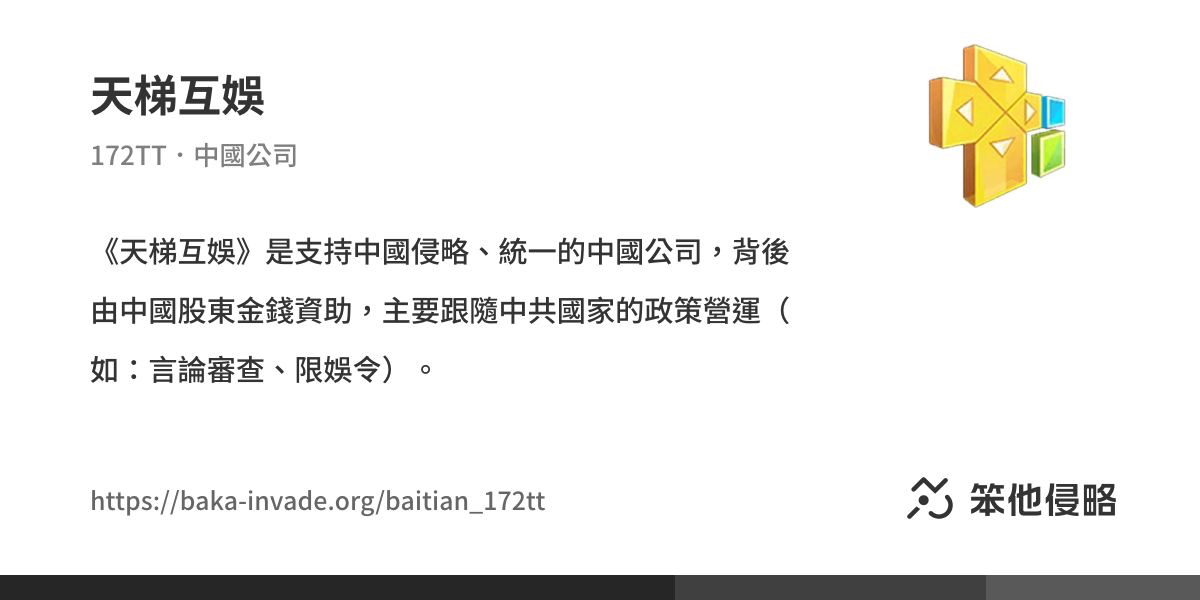 天梯互娛
172TT・中國公司
《天梯互娛》是支持中國侵略、統一的中國公司，背後
由中國股東金錢資助，主要跟隨中共國家的政策營運（
如：言論審查、限娛令）。
https://baka-invade.org/baitian_172tt
笨他侵略